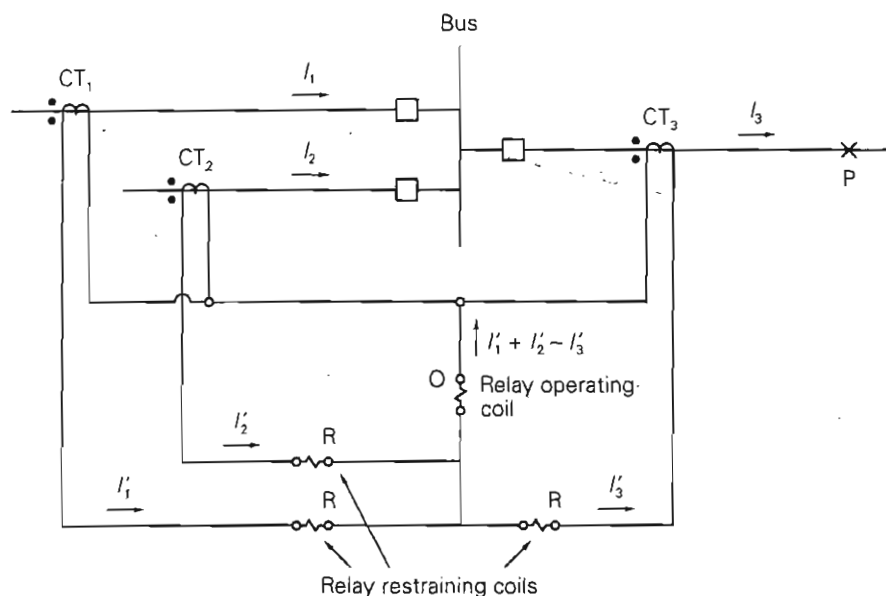 Bus
CT₁
I₁
CT₃
I₃
CT₂
I₂
P
I′₁ + I′₂ ~ I′₃
O
Relay operating
coil
I′₂
R
I′₁
R
R
I′₃
Relay restraining coils